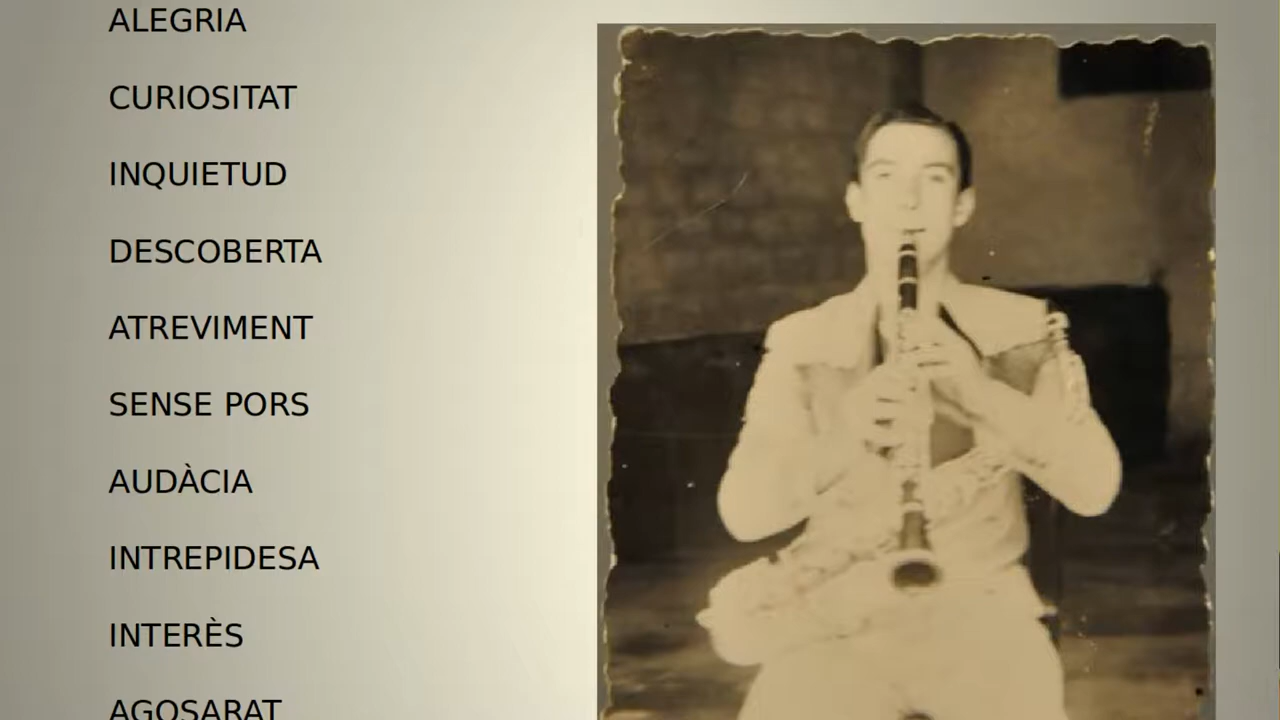 ALEGRIA
CURIOSITAT
INQUIETUD
DESCOBERTA
ATREVIMENT
SENSE PORS
AUDÀCIA
INTREPIDESA
INTERÈS
AGOSARAT